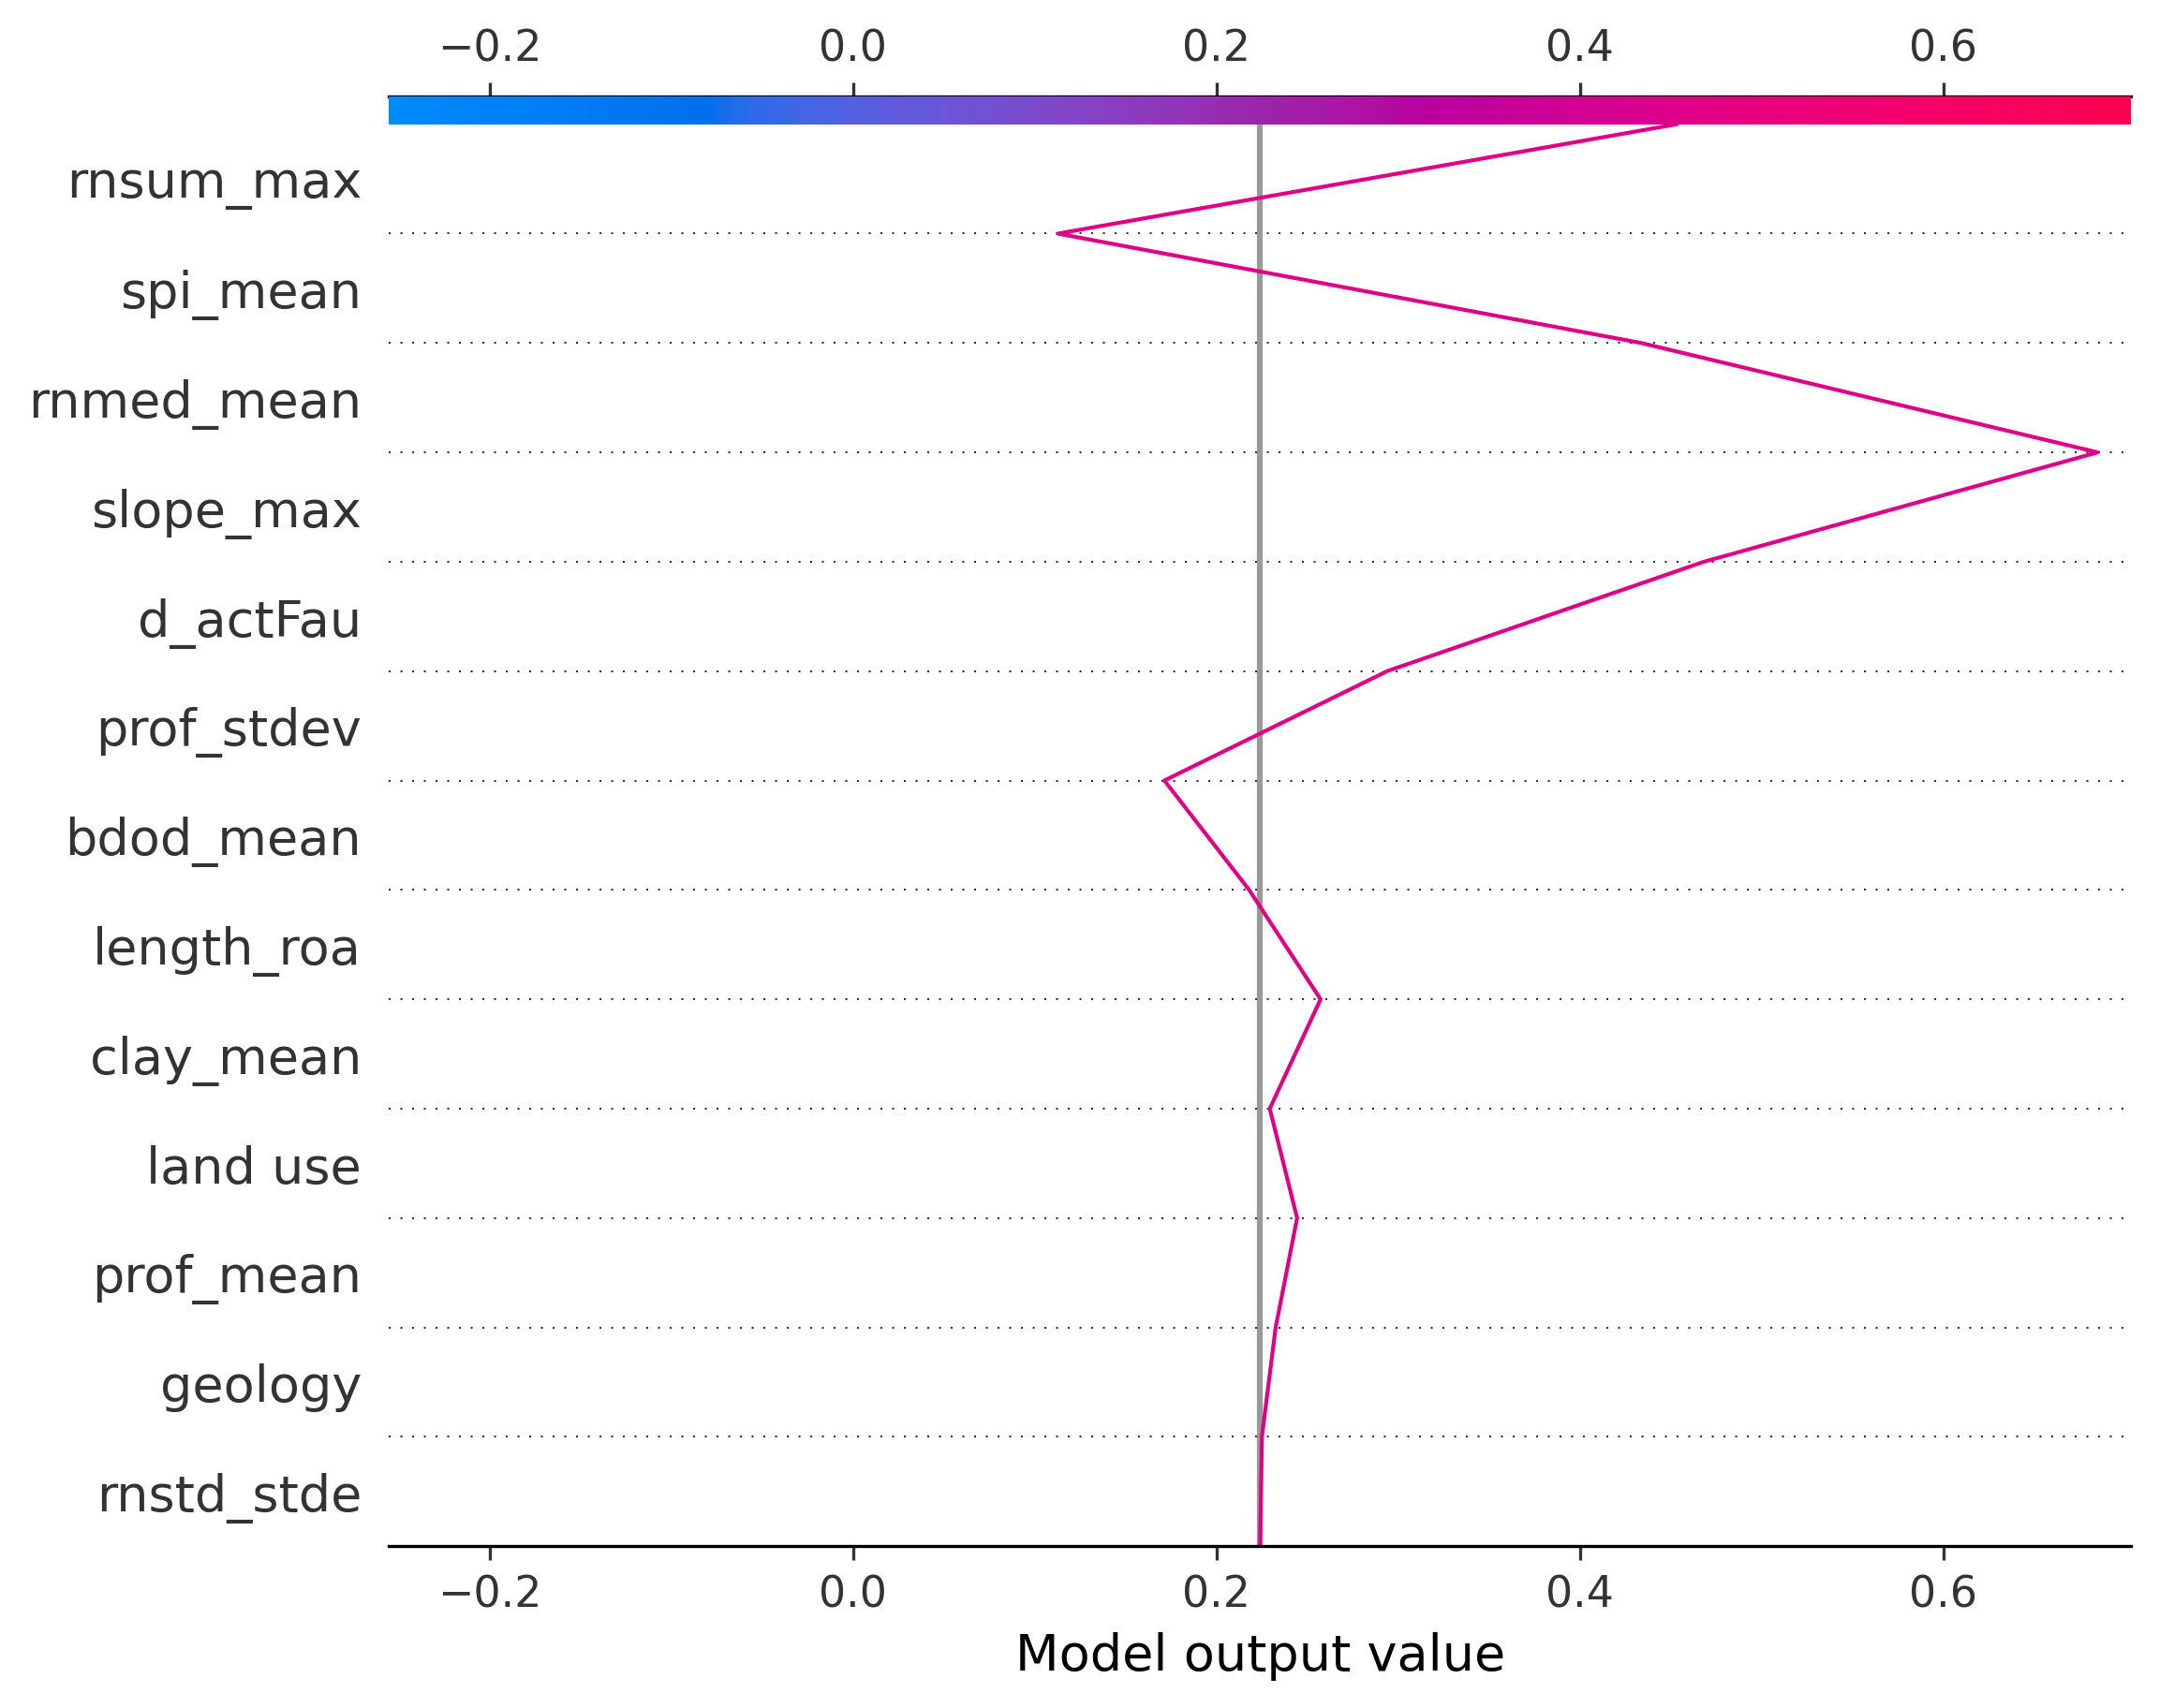 −0.2 0.0 0.2 0.4 0.6
rnsum_max
spi_mean
rnmed_mean
slope_max
d_actFau
prof_stdev
bdod_mean
length_roa
clay_mean
land use
prof_mean
geology
rnstd_stde
−0.2 0.0 0.2 0.4 0.6
Model output value